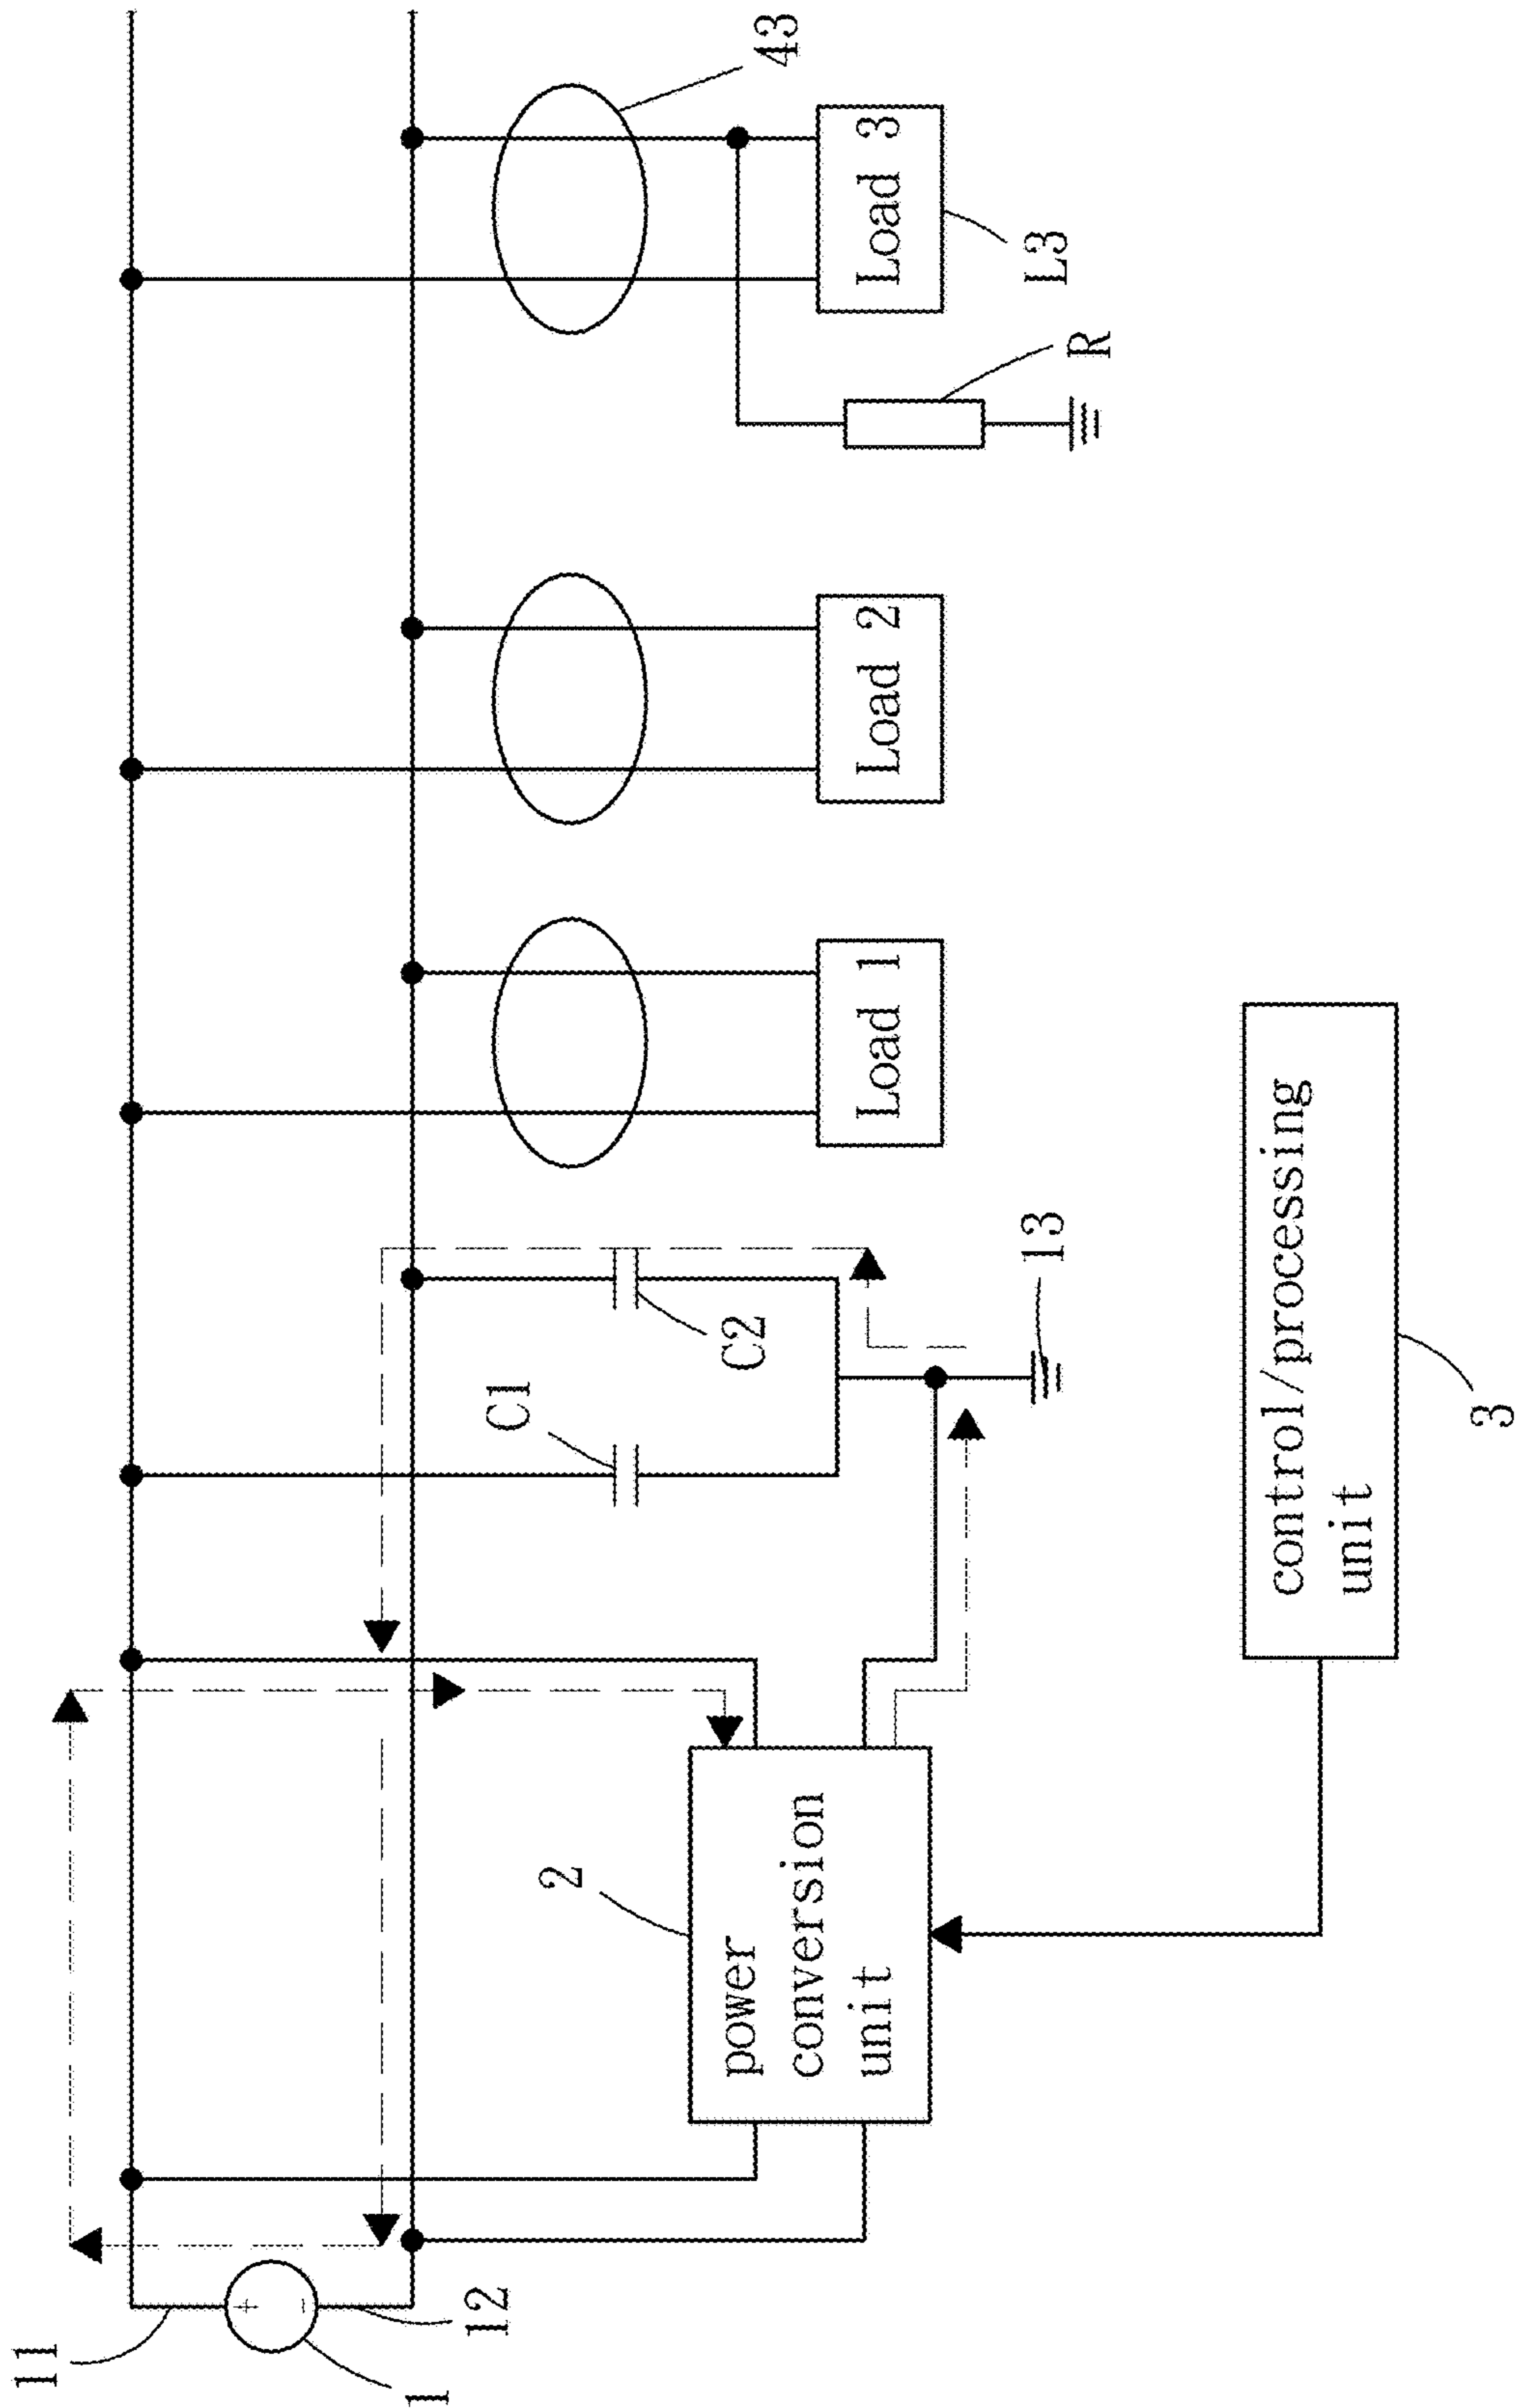 11
1
12
2
power
conversion
unit
C1
C2
13
Load 1
Load 2
Load 3
43
L3
R
control/processing
unit
3